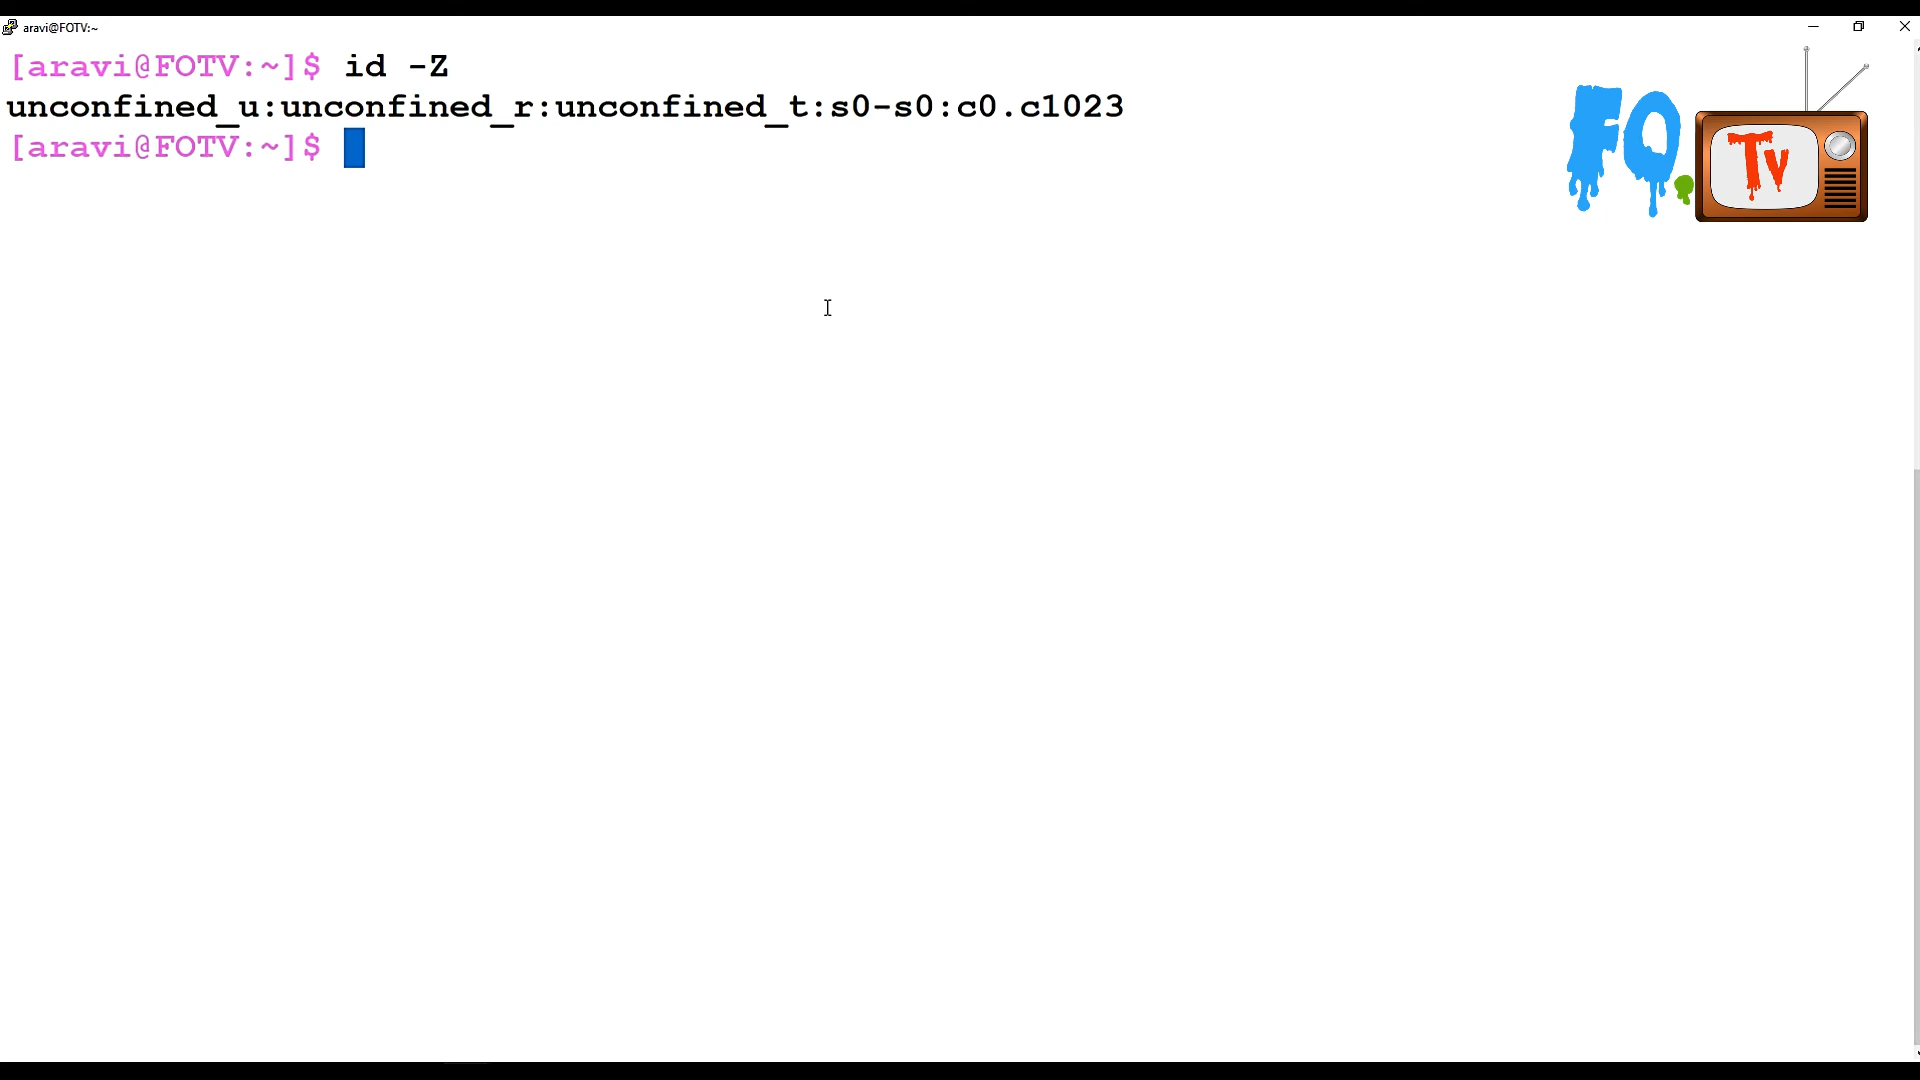 aravi@FOTV:~
[aravi@FOTV:~]$ id -Z
unconfined_u:unconfined_r:unconfined_t:s0-s0:c0.c1023
[aravi@FOTV:~]$
FO.
Tv